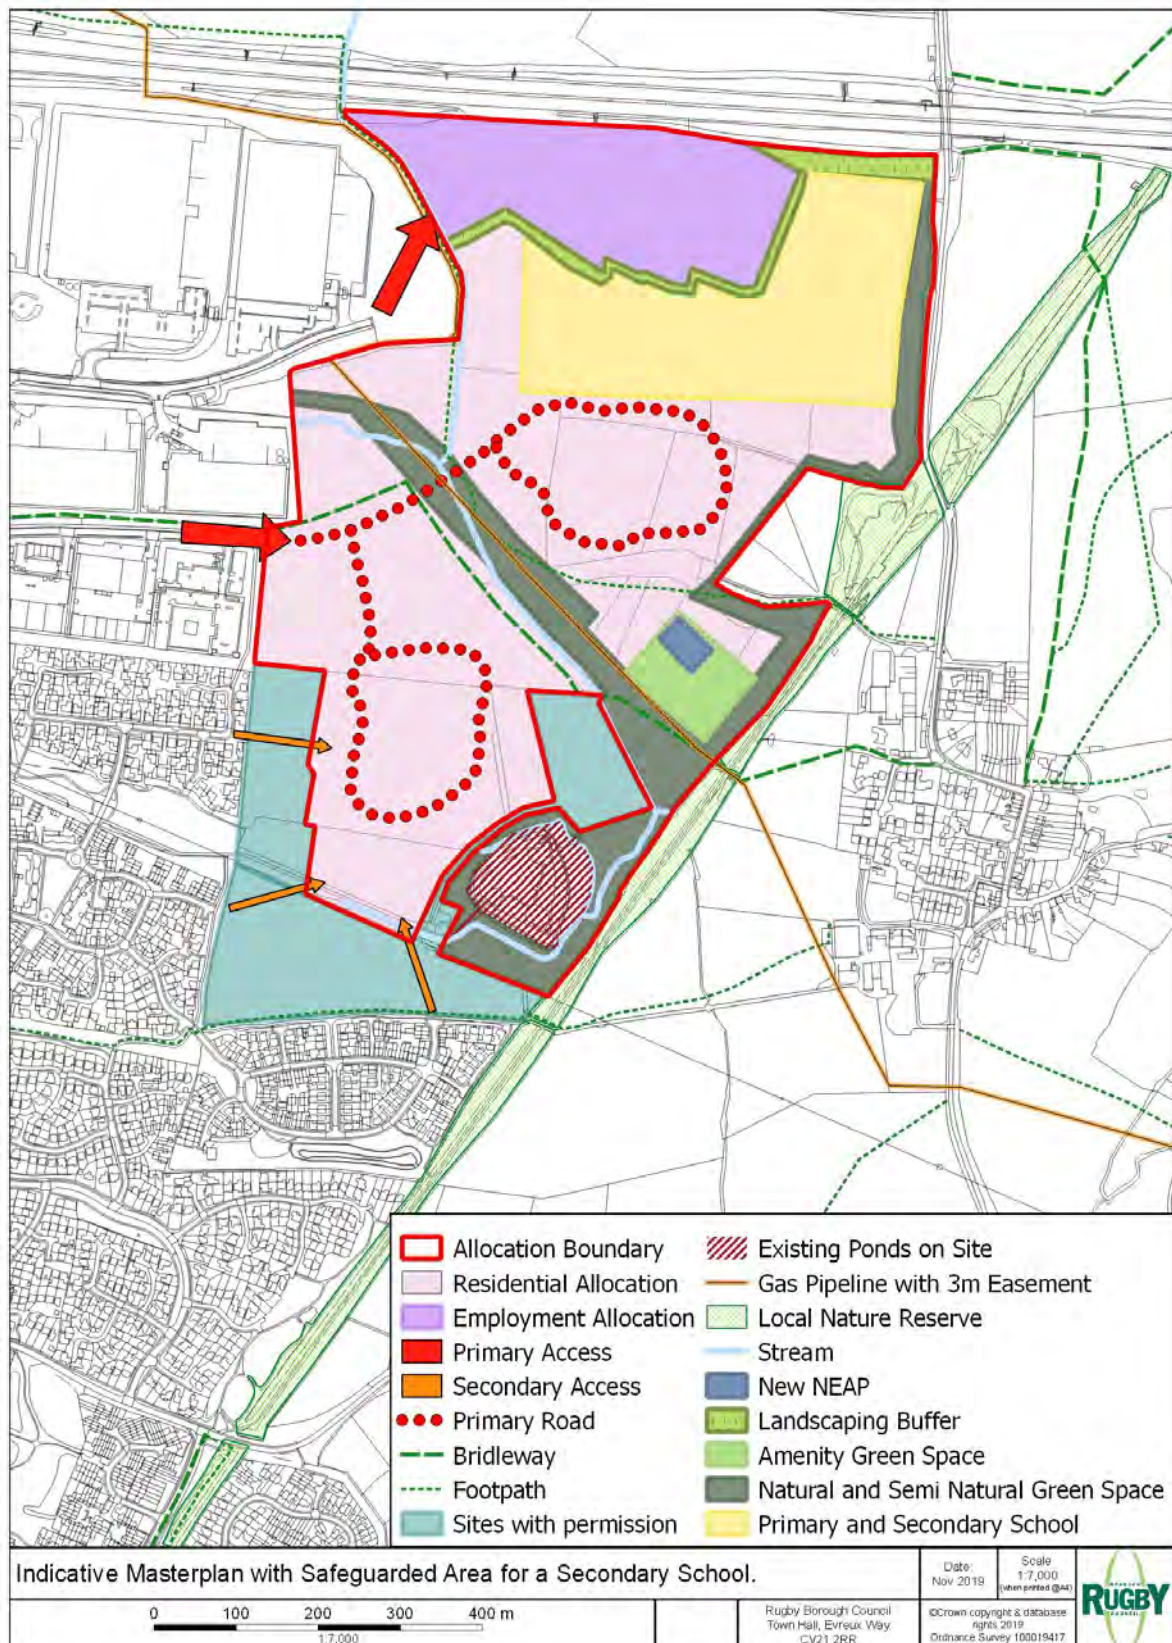 Allocation Boundary
Residential Allocation
Employment Allocation
Primary Access
Secondary Access
Primary Road
Bridleway
Footpath
Sites with permission
Existing Ponds on Site
Gas Pipeline with 3m Easement
Local Nature Reserve
Stream
New NEAP
Landscaping Buffer
Amenity Green Space
Natural and Semi Natural Green Space
Primary and Secondary School
Indicative Masterplan with Safeguarded Area for a Secondary School.
Date:
Nov 2019
Scale
1:7,000
(when printed @A4)
0 100 200 300 400 m
1:7,000
Rugby Borough Council
Town Hall, Evreux Way
CV21 2RR
©Crown copyright & database
rights 2019
Ordnance Survey 100019417
RUGBY
COUNCIL